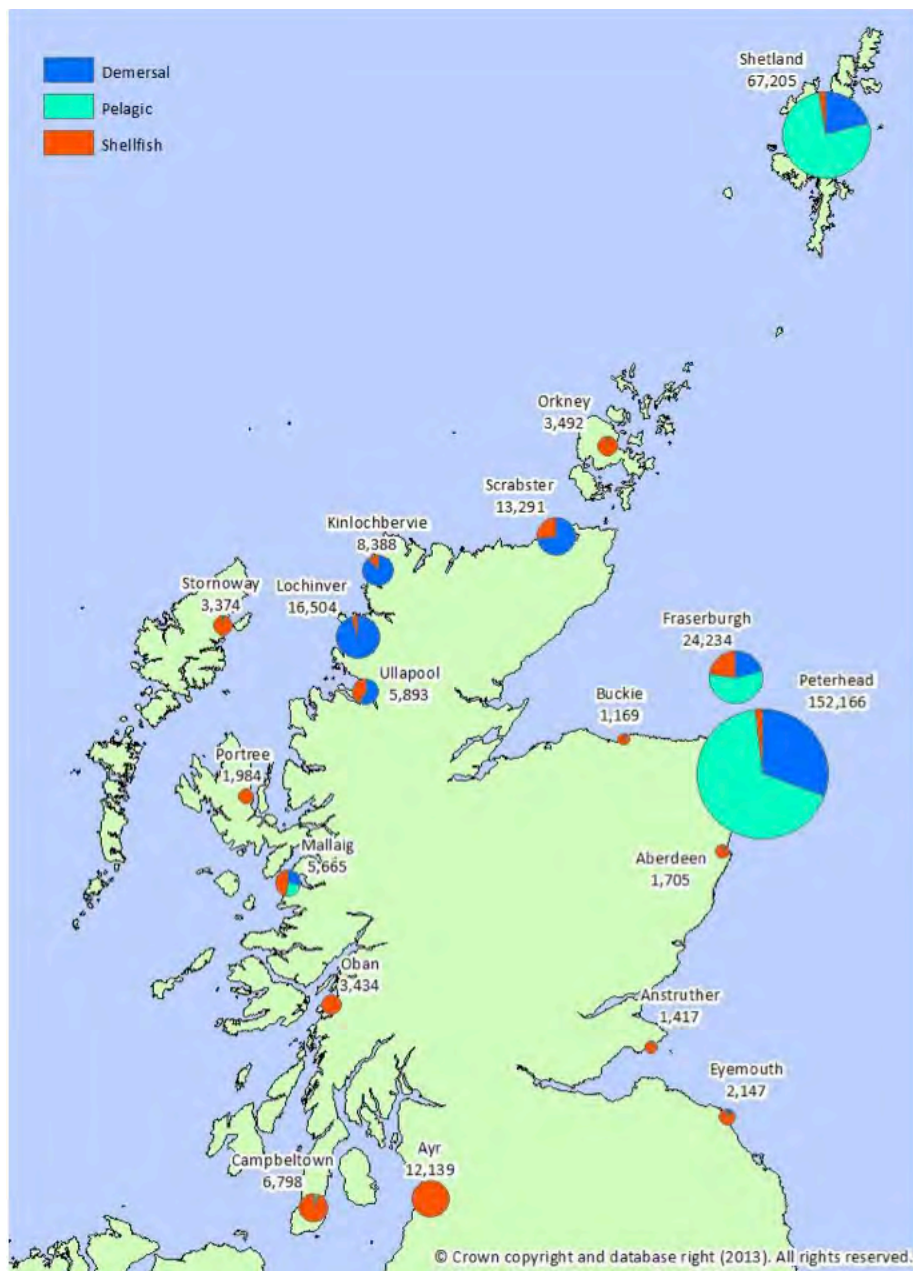 Demersal
Pelagic
Shellfish
Shetland
67,205
Orkney
3,492
Scrabster
13,291
Kinlochbervie
8,388
Stornoway
3,374
Lochinver
16,504
Fraserburgh
24,234
Ullapool
5,893
Peterhead
152,166
Buckie
1,169
Portree
1,984
Mallaig
5,665
Aberdeen
1,705
Oban
3,434
Anstruther
1,417
Eyemouth
2,147
Ayr
12,139
Campbeltown
6,798
© Crown copyright and database right (2013). All rights reserved.